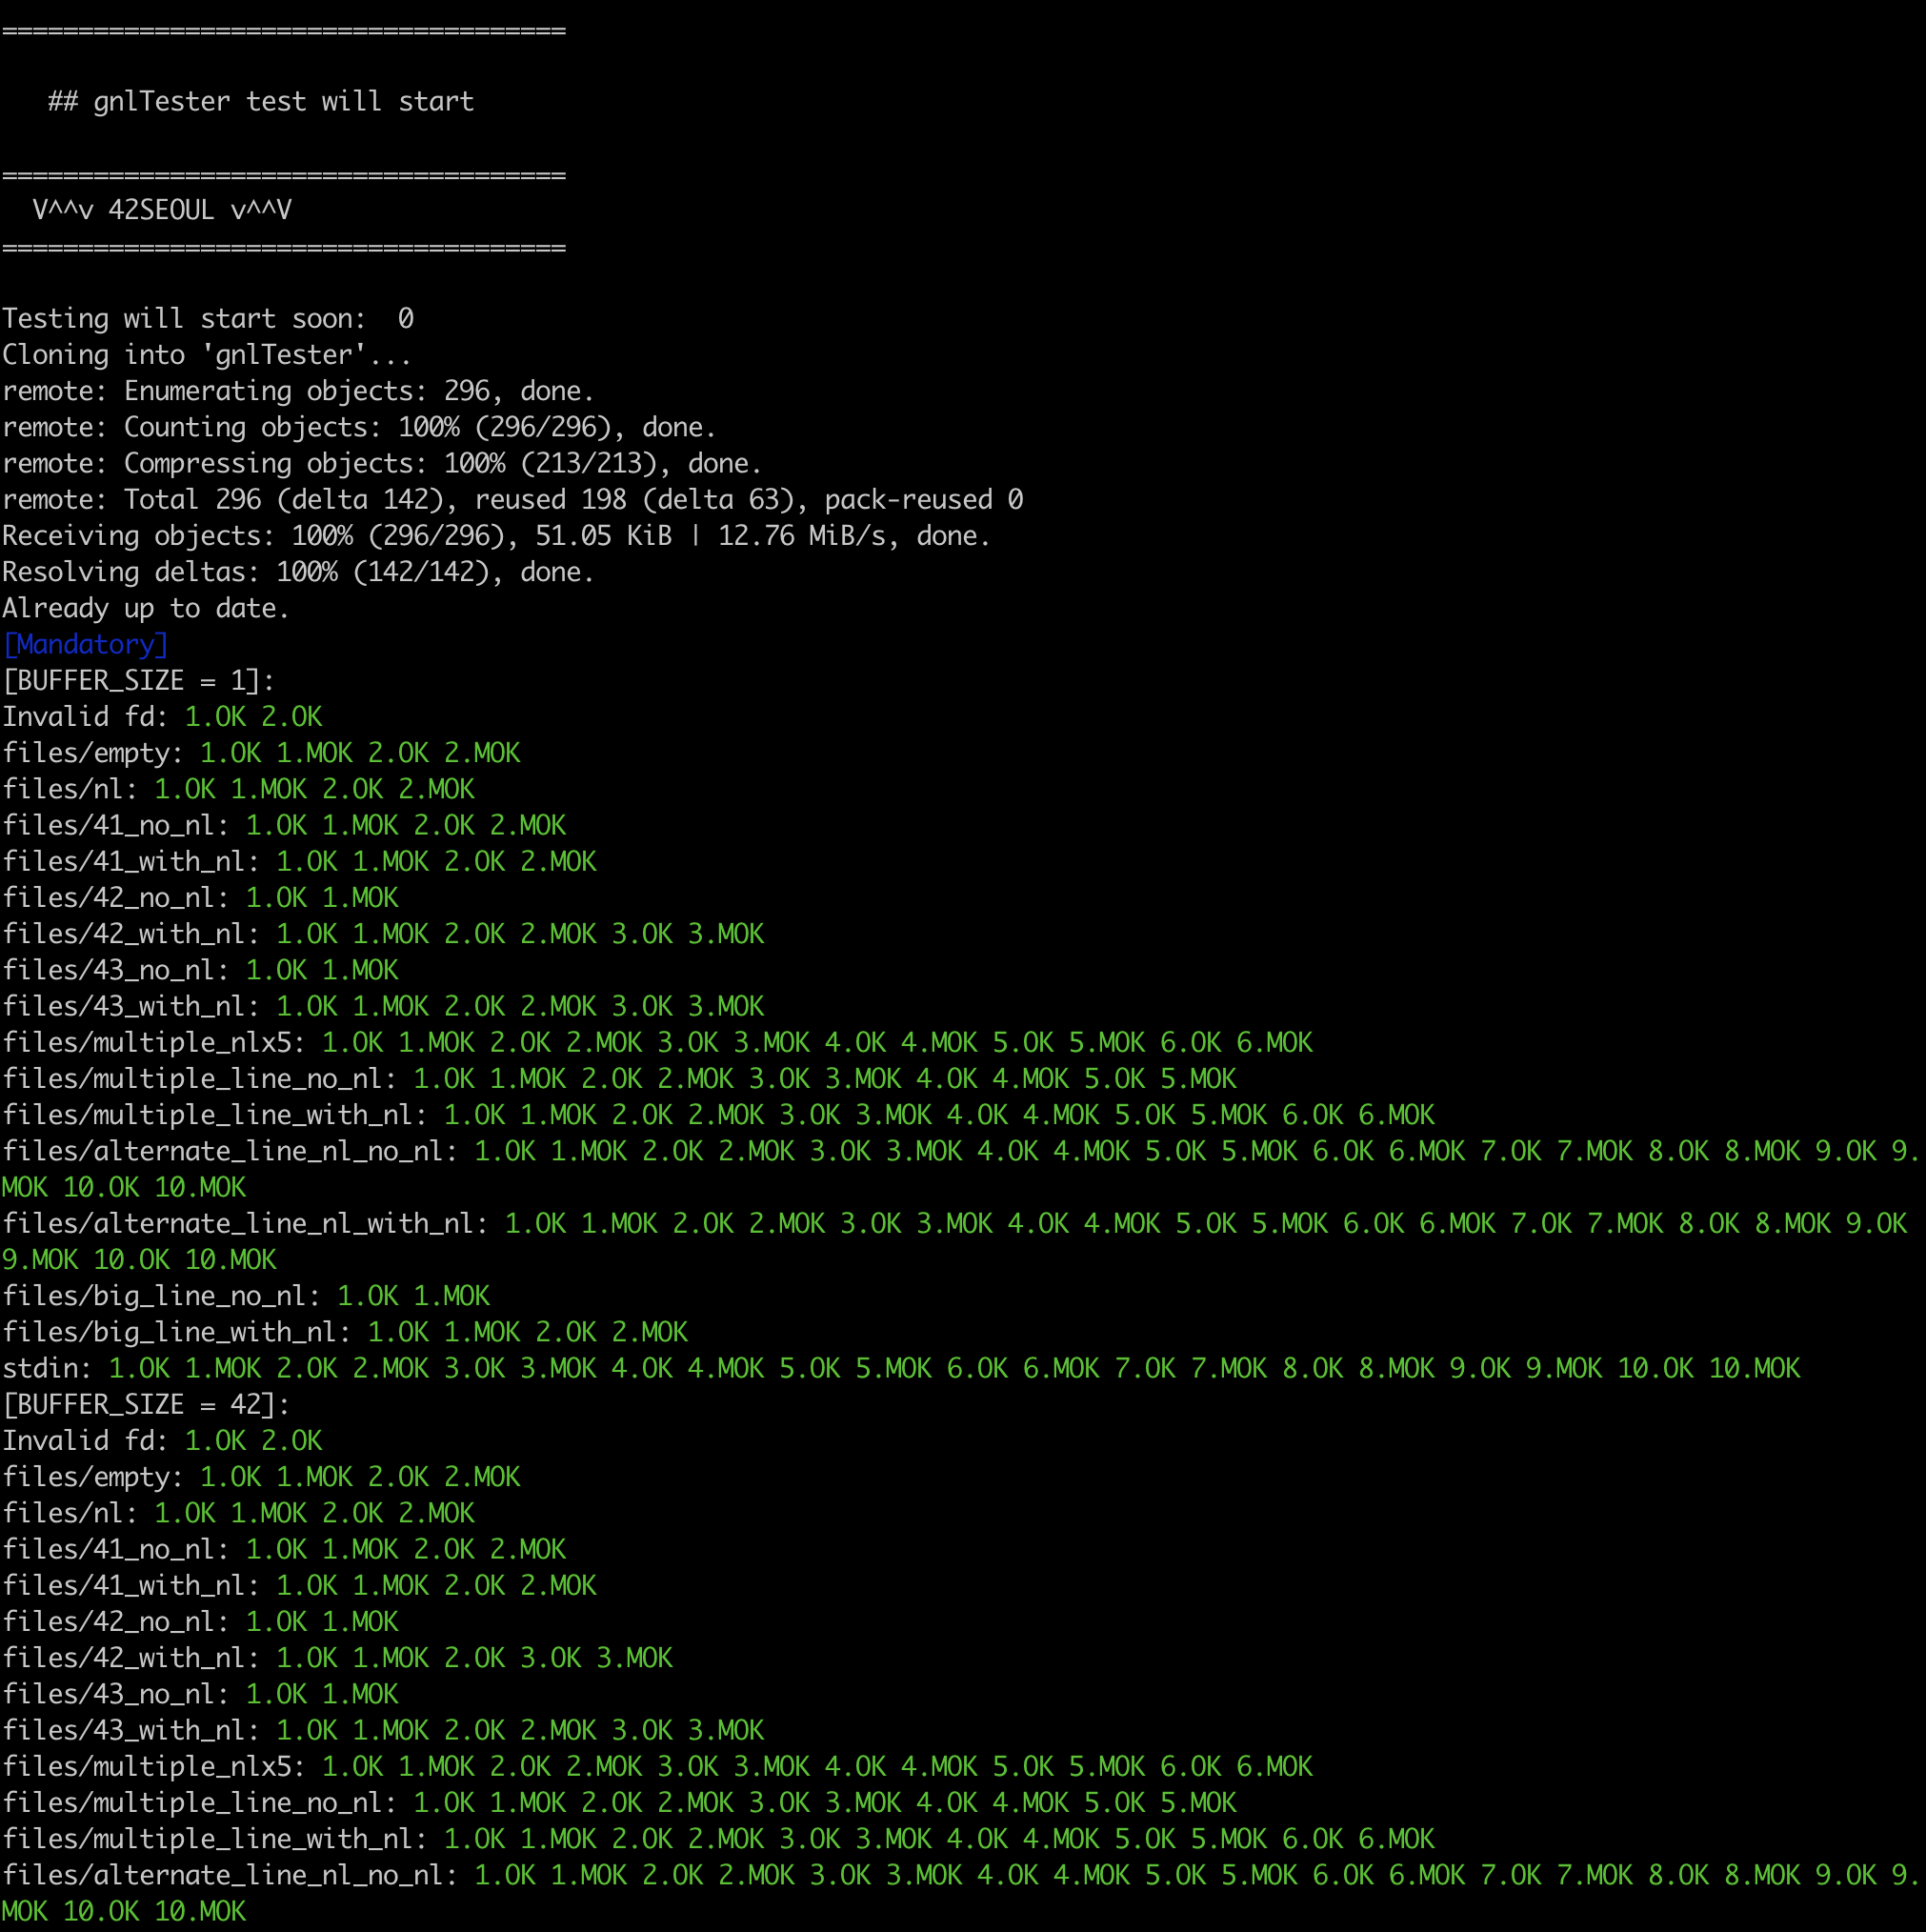 =====================================

   ## gnlTester test will start

=====================================
  V^^v 42SEOUL v^^V
=====================================

Testing will start soon:  0
Cloning into 'gnlTester'...
remote: Enumerating objects: 296, done.
remote: Counting objects: 100% (296/296), done.
remote: Compressing objects: 100% (213/213), done.
remote: Total 296 (delta 142), reused 198 (delta 63), pack-reused 0
Receiving objects: 100% (296/296), 51.05 KiB | 12.76 MiB/s, done.
Resolving deltas: 100% (142/142), done.
Already up to date.
[Mandatory]
[BUFFER_SIZE = 1]:
Invalid fd: 1.OK 2.OK
files/empty: 1.OK 1.MOK 2.OK 2.MOK
files/nl: 1.OK 1.MOK 2.OK 2.MOK
files/41_no_nl: 1.OK 1.MOK 2.OK 2.MOK
files/41_with_nl: 1.OK 1.MOK 2.OK 2.MOK
files/42_no_nl: 1.OK 1.MOK
files/42_with_nl: 1.OK 1.MOK 2.OK 2.MOK 3.OK 3.MOK
files/43_no_nl: 1.OK 1.MOK
files/43_with_nl: 1.OK 1.MOK 2.OK 2.MOK 3.OK 3.MOK
files/multiple_nlx5: 1.OK 1.MOK 2.OK 2.MOK 3.OK 3.MOK 4.OK 4.MOK 5.OK 5.MOK 6.OK 6.MOK
files/multiple_line_no_nl: 1.OK 1.MOK 2.OK 2.MOK 3.OK 3.MOK 4.OK 4.MOK 5.OK 5.MOK
files/multiple_line_with_nl: 1.OK 1.MOK 2.OK 2.MOK 3.OK 3.MOK 4.OK 4.MOK 5.OK 5.MOK 6.OK 6.MOK
files/alternate_line_nl_no_nl: 1.OK 1.MOK 2.OK 2.MOK 3.OK 3.MOK 4.OK 4.MOK 5.OK 5.MOK 6.OK 6.MOK 7.OK 7.MOK 8.OK 8.MOK 9.OK 9.
MOK 10.OK 10.MOK
files/alternate_line_nl_with_nl: 1.OK 1.MOK 2.OK 2.MOK 3.OK 3.MOK 4.OK 4.MOK 5.OK 5.MOK 6.OK 6.MOK 7.OK 7.MOK 8.OK 8.MOK 9.OK
9.MOK 10.OK 10.MOK
files/big_line_no_nl: 1.OK 1.MOK
files/big_line_with_nl: 1.OK 1.MOK 2.OK 2.MOK
stdin: 1.OK 1.MOK 2.OK 2.MOK 3.OK 3.MOK 4.OK 4.MOK 5.OK 5.MOK 6.OK 6.MOK 7.OK 7.MOK 8.OK 8.MOK 9.OK 9.MOK 10.OK 10.MOK
[BUFFER_SIZE = 42]:
Invalid fd: 1.OK 2.OK
files/empty: 1.OK 1.MOK 2.OK 2.MOK
files/nl: 1.OK 1.MOK 2.OK 2.MOK
files/41_no_nl: 1.OK 1.MOK 2.OK 2.MOK
files/41_with_nl: 1.OK 1.MOK 2.OK 2.MOK
files/42_no_nl: 1.OK 1.MOK
files/42_with_nl: 1.OK 1.MOK 2.OK 3.OK 3.MOK
files/43_no_nl: 1.OK 1.MOK
files/43_with_nl: 1.OK 1.MOK 2.OK 2.MOK 3.OK 3.MOK
files/multiple_nlx5: 1.OK 1.MOK 2.OK 2.MOK 3.OK 3.MOK 4.OK 4.MOK 5.OK 5.MOK 6.OK 6.MOK
files/multiple_line_no_nl: 1.OK 1.MOK 2.OK 2.MOK 3.OK 3.MOK 4.OK 4.MOK 5.OK 5.MOK
files/multiple_line_with_nl: 1.OK 1.MOK 2.OK 2.MOK 3.OK 3.MOK 4.OK 4.MOK 5.OK 5.MOK 6.OK 6.MOK
files/alternate_line_nl_no_nl: 1.OK 1.MOK 2.OK 2.MOK 3.OK 3.MOK 4.OK 4.MOK 5.OK 5.MOK 6.OK 6.MOK 7.OK 7.MOK 8.OK 8.MOK 9.OK 9.
MOK 10.OK 10.MOK